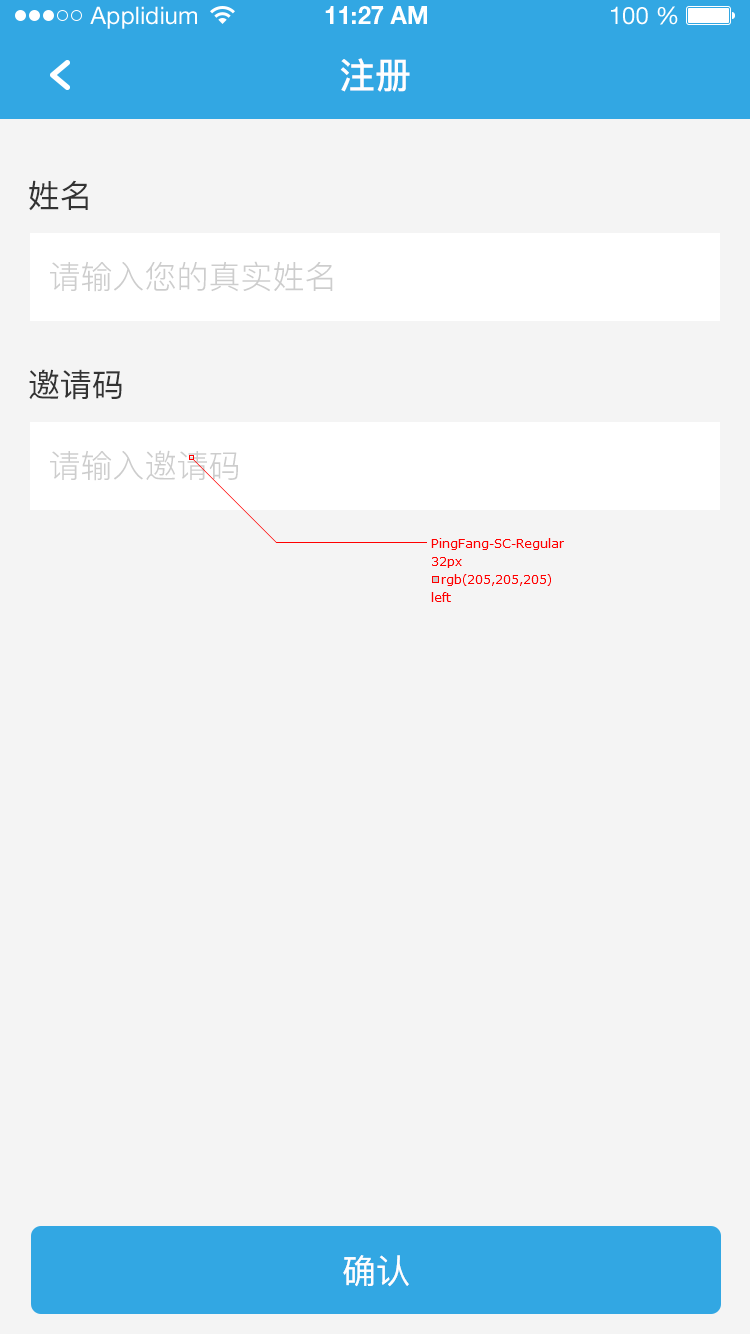 Applidium 11:27 AM 100 %
注册
姓名
请输入您的真实姓名
邀请码
请输入邀请码
PingFang-SC-Regular
32px
rgb(205,205,205)
left
确认